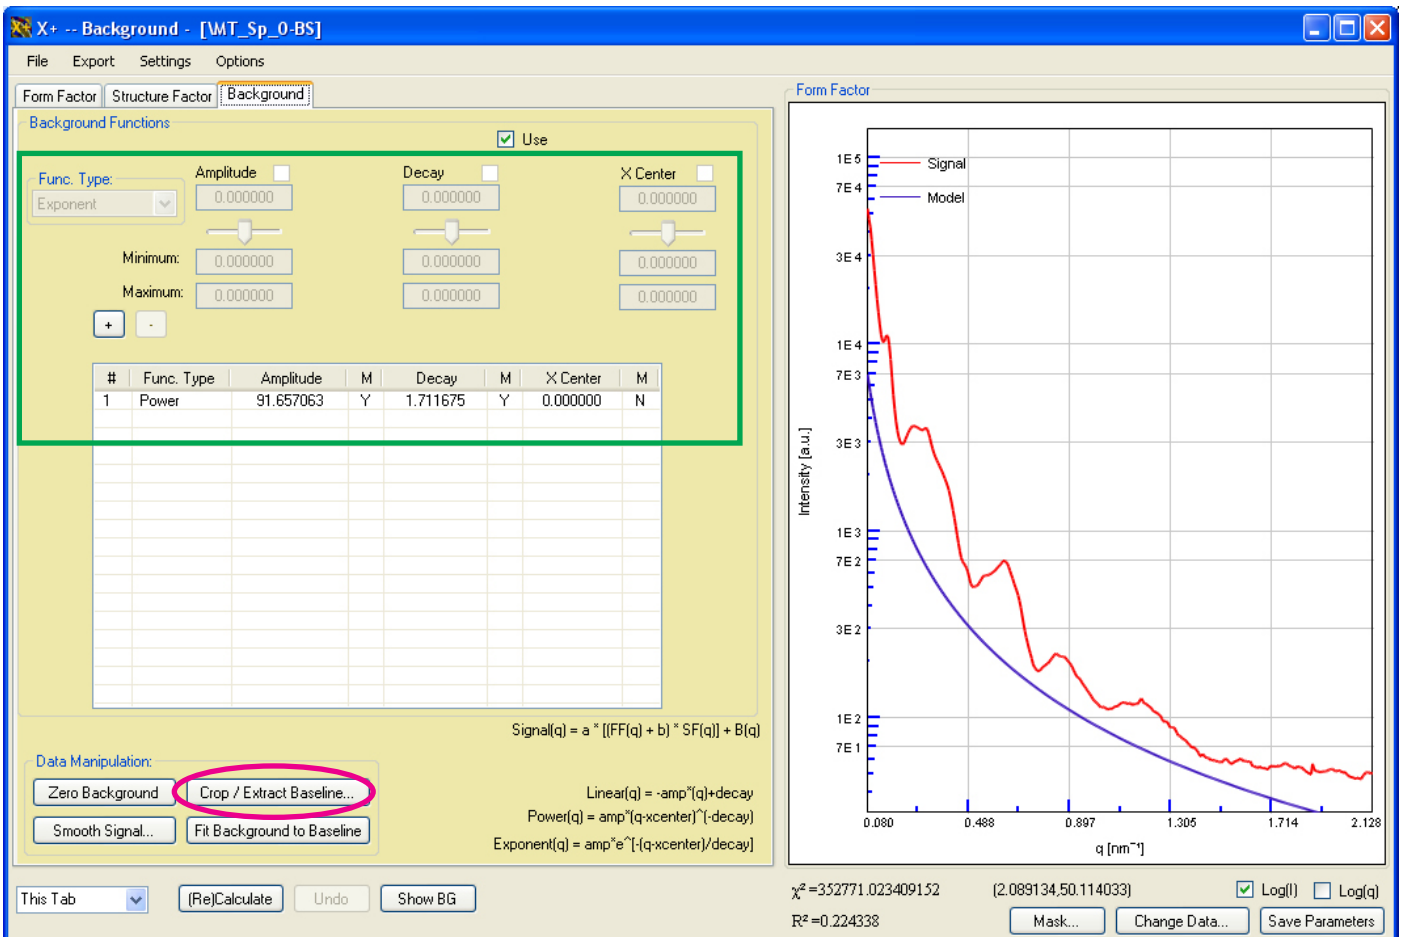 X+ -- Background - [\MT_Sp_0-BS]
File Export Settings Options
Form Factor Structure Factor Background
Background Functions
Use
Func. Type:
Exponent
Amplitude Decay X Center
0.000000 0.000000 0.000000
Minimum: 0.000000 0.000000 0.000000
Maximum: 0.000000 0.000000 0.000000
+ -
# Func. Type Amplitude M Decay M X Center M
1 Power 91.657063 Y 1.711675 Y 0.000000 N
Signal(q) = a * [(FF(q) + b) * SF(q)] + B(q)
Data Manipulation:
Zero Background Crop / Extract Baseline...
Smooth Signal... Fit Background to Baseline
Linear(q) = -amp*(q)+decay
Power(q) = amp*(q-xcenter)^(-decay)
Exponent(q) = amp*e^[-(q-xcenter)/decay]
This Tab (Re)Calculate Undo Show BG
Form Factor
Signal
Model
1E5
7E4
3E4
1E4
7E3
3E3
1E3
7E2
3E2
1E2
7E1
Intensity [a.u.]
0.080 0.488 0.897 1.305 1.714 2.128
q [nm⁻¹]
χ² =352771.023409152 (2.089134,50.114033) Log(I) Log(q)
R² =0.224338 Mask... Change Data... Save Parameters